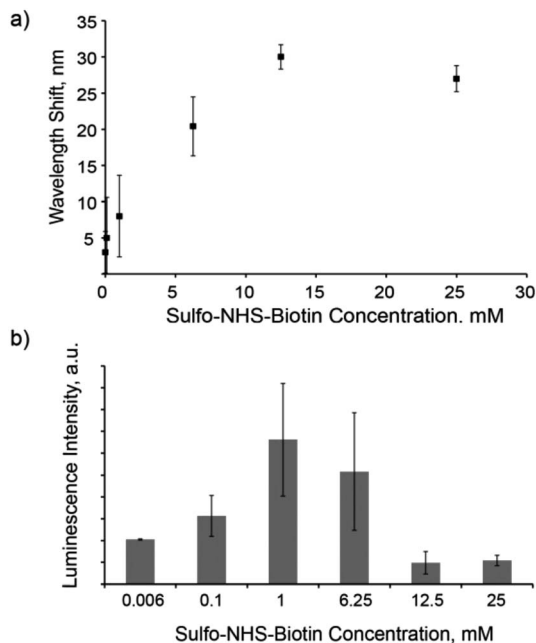 a)
Wavelength Shift, nm
35
30
25
20
15
10
5
0 5 10 15 20 25 30
Sulfo-NHS-Biotin Concentration. mM
b)
Luminescence Intensity, a.u.
0.006 0.1 1 6.25 12.5 25
Sulfo-NHS-Biotin Concentration, mM